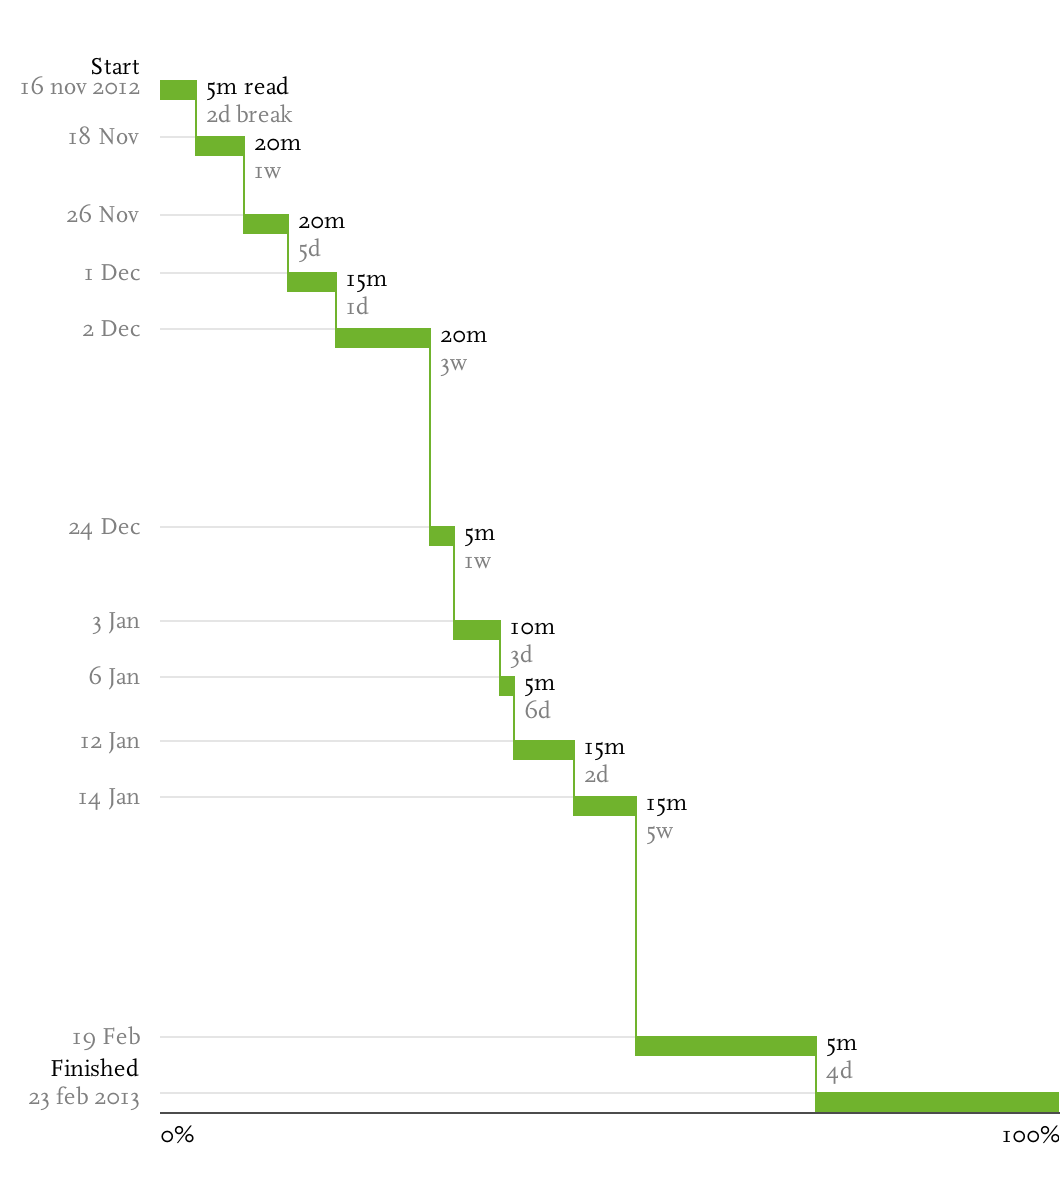 Start
16 nov 2012
5m read
2d break
18 Nov
20m
1w
26 Nov
20m
5d
1 Dec
15m
1d
2 Dec
20m
3w
24 Dec
5m
1w
3 Jan
10m
3d
6 Jan
5m
6d
12 Jan
15m
2d
14 Jan
15m
5w
19 Feb
5m
4d
Finished
23 feb 2013
0%
100%